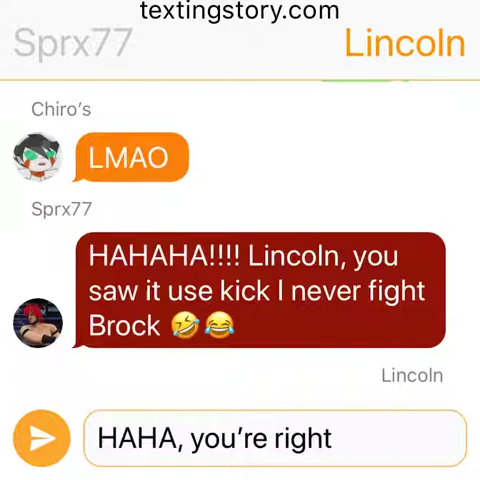 textingstory.com
Sprx77
Lincoln
Chiro's
LMAO
Sprx77
HAHAHA!!!! Lincoln, you
saw it use kick I never fight
Brock 🤣😂
Lincoln
HAHA, you're right